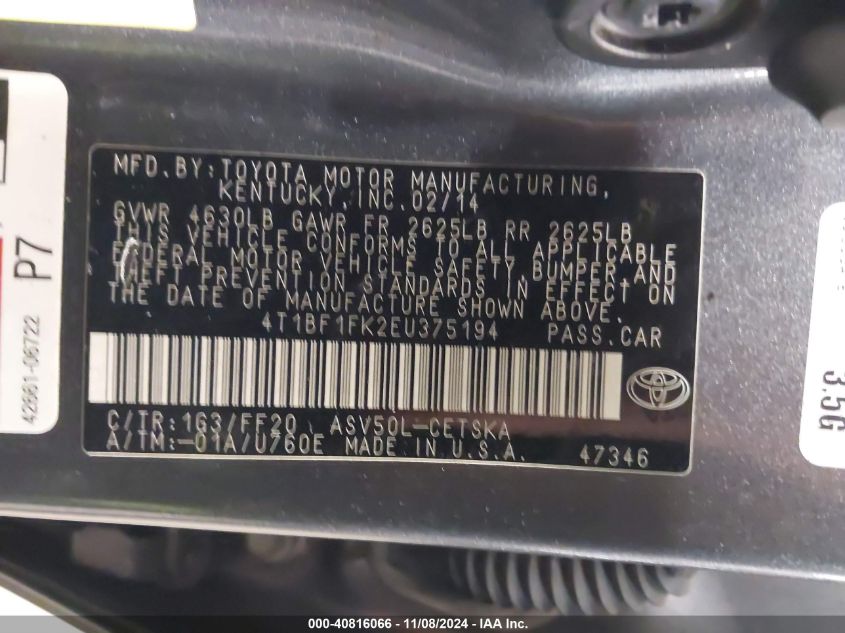 MFD.BY:TOYOTA MOTOR MANUFACTURING,
KENTUCKY,INC.02/14
GVWR 4630LB GAWR FR 2625LB RR 2625LB
THIS VEHICLE CONFORMS TO ALL APPLICABLE
FEDERAL MOTOR VEHICLE SAFETY,BUMPER,AND
THEFT PREVENTION STANDARDS IN EFFECT ON
THE DATE OF MANUFACTURE SHOWN ABOVE.
4T1BF1FK2EU375194 PASS.CAR
C/TR:1G3/FF20 ASV50L-CETSKA
A/TM:-01A/U760E MADE IN U.S.A. 47346
P7
42661-06722
3.5G
000-40816066 - 11/08/2024 - IAA Inc.